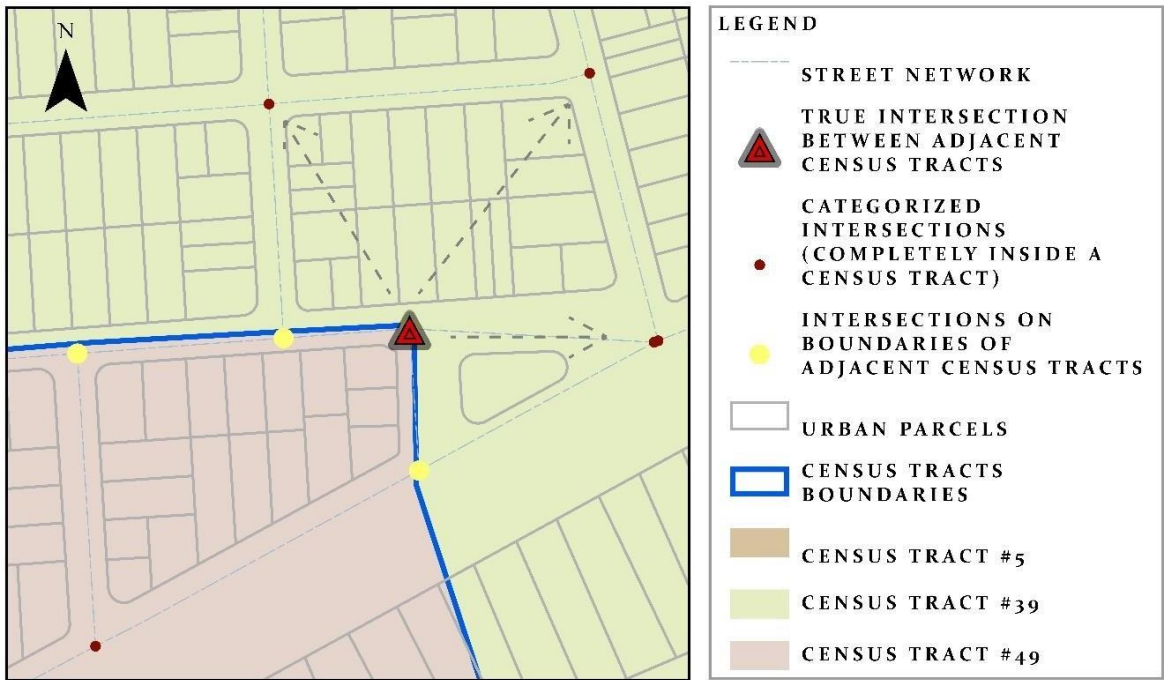 N
LEGEND
STREET NETWORK
TRUE INTERSECTION
BETWEEN ADJACENT
CENSUS TRACTS
CATEGORIZED
INTERSECTIONS
(COMPLETELY INSIDE A
CENSUS TRACT)
INTERSECTIONS ON
BOUNDARIES OF
ADJACENT CENSUS TRACTS
URBAN PARCELS
CENSUS TRACTS
BOUNDARIES
CENSUS TRACT #5
CENSUS TRACT #39
CENSUS TRACT #49